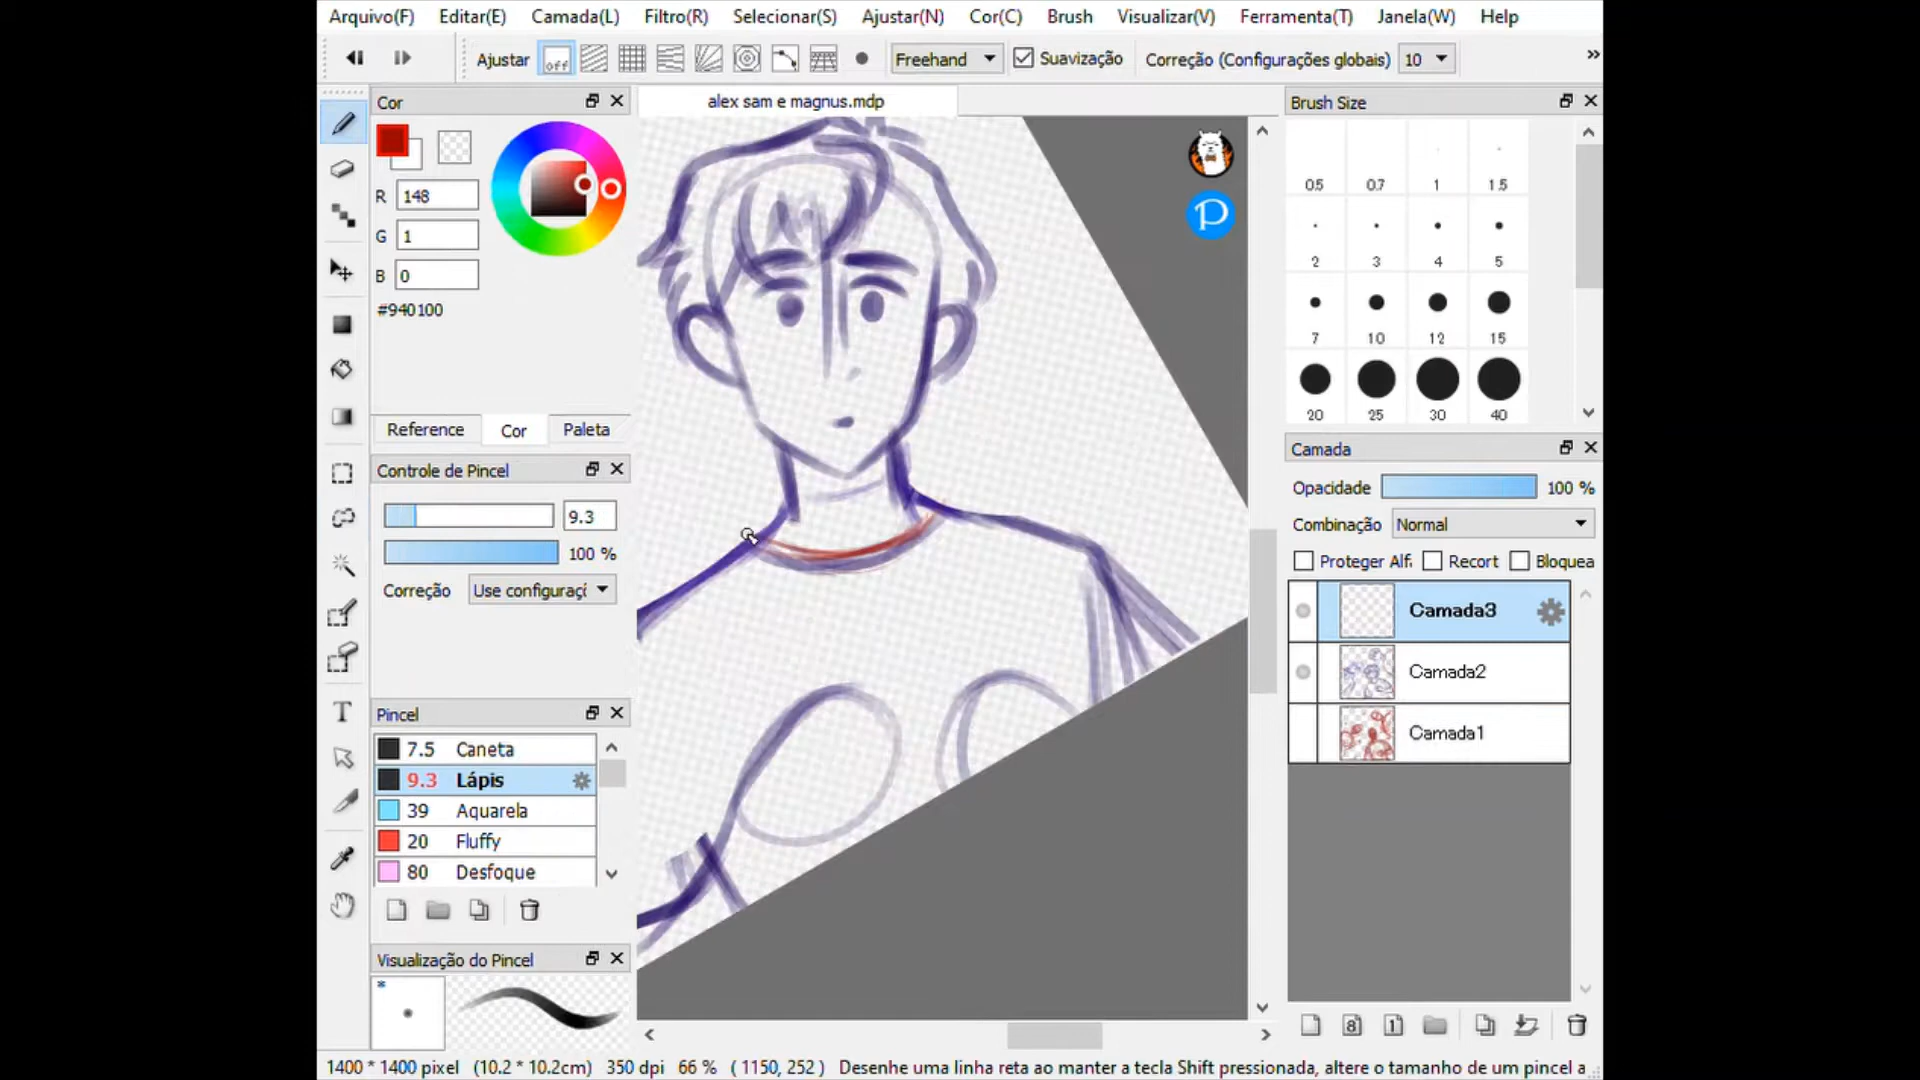 Arquivo(F) Editar(E) Camada(L) Filtro(R) Selecionar(S) Ajustar(N) Cor(C) Brush Visualizar(V) Ferramenta(T) Janela(W) Help
Ajustar off Freehand Suavização Correção (Configurações globais) 10 »
Cor
alex sam e magnus.mdp
R 148
G 1
B 0
#940100
Reference Cor Paleta
Controle de Pincel
9.3
100 %
Correção Use configuraç
Pincel
7.5 Caneta
9.3 Lápis
39 Aquarela
20 Fluffy
80 Desfoque
Visualização do Pincel
*
P
Brush Size
0.5 0.7 1 1.5
2 3 4 5
7 10 12 15
20 25 30 40
Camada
Opacidade 100 %
Combinação Normal
Proteger Alf. Recort Bloquea
Camada3
Camada2
Camada1
8 1
T
1400 * 1400 pixel (10.2 * 10.2cm) 350 dpi 66 % ( 1150, 252 ) Desenhe uma linha reta ao manter a tecla Shift pressionada, altere o tamanho de um pincel a